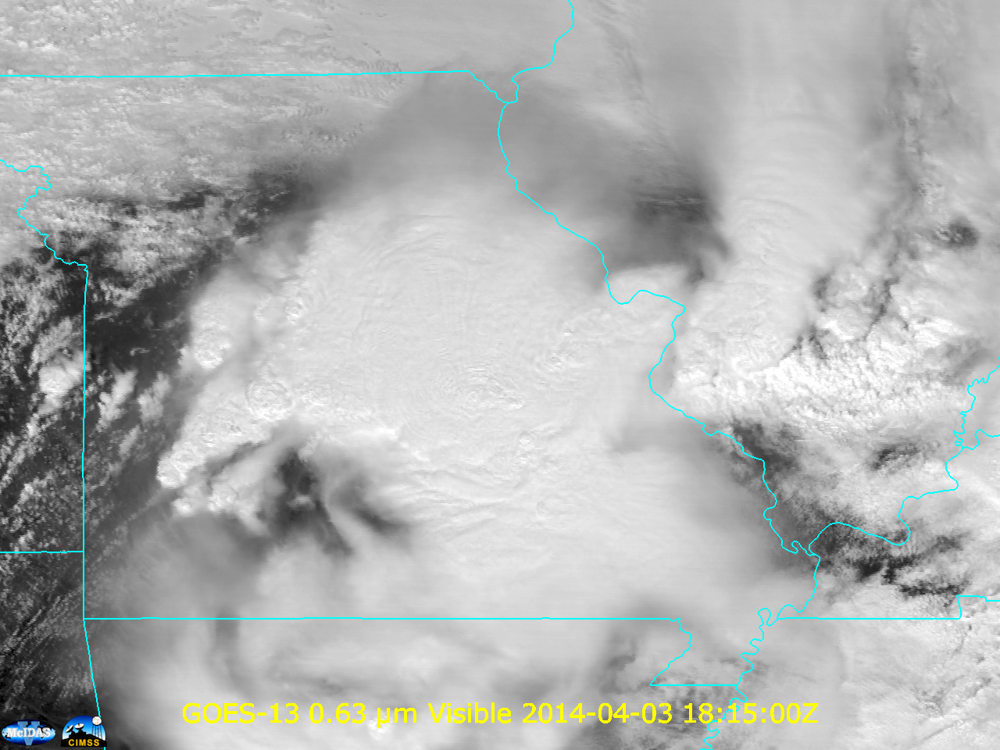 GOES-13 0.63 µm Visible 2014-04-03 18:15:00Z
McIDAS
V
CIMSS